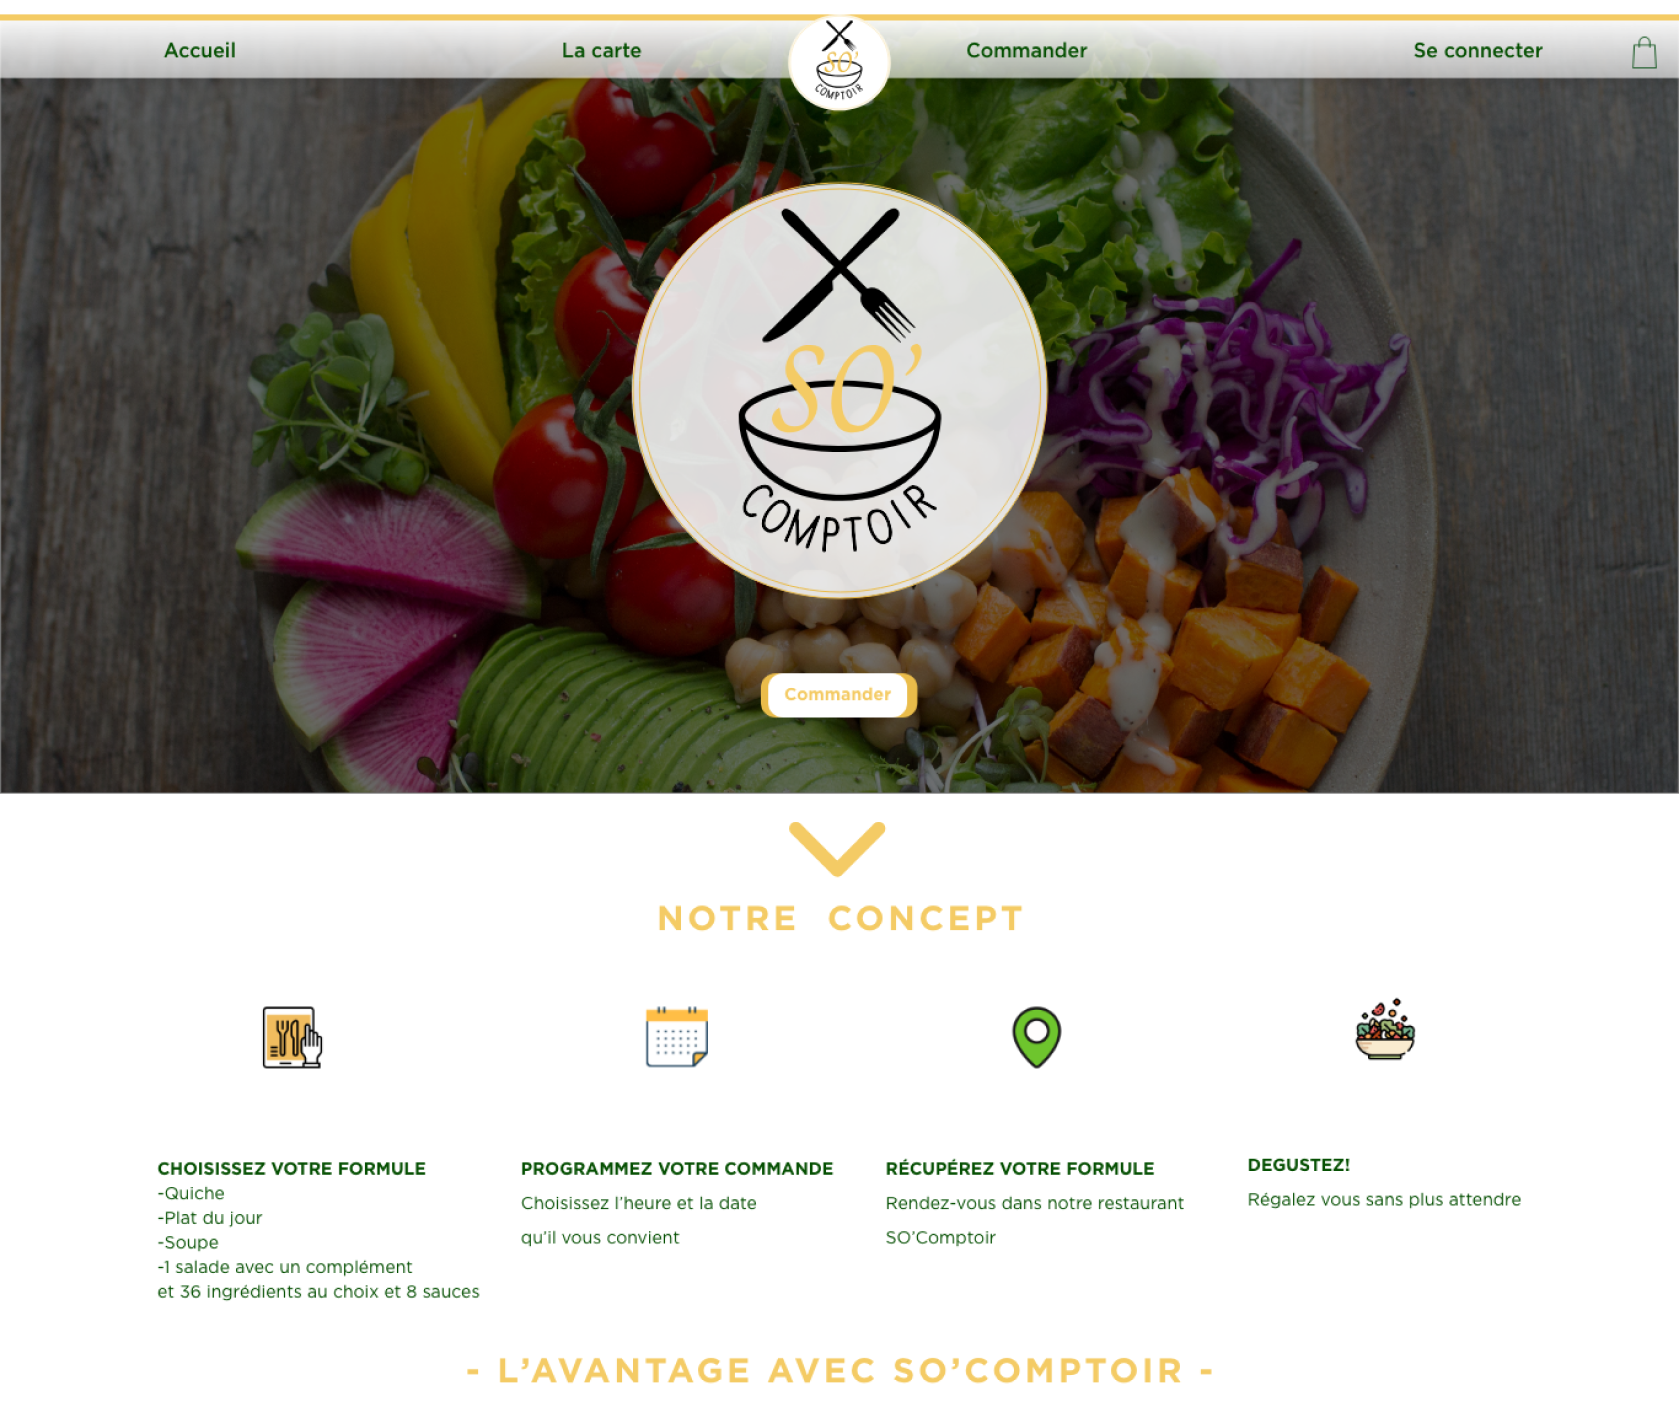 Accueil
La carte
SO'
COMPTOIR
Commander
Se connecter
SO'
COMPTOIR
Commander
NOTRE CONCEPT
CHOISISSEZ VOTRE FORMULE
-Quiche
-Plat du jour
-Soupe
-1 salade avec un complément
et 36 ingrédients au choix et 8 sauces
PROGRAMMEZ VOTRE COMMANDE
Choisissez l’heure et la date
qu’il vous convient
RÉCUPÉREZ VOTRE FORMULE
Rendez-vous dans notre restaurant
SO’Comptoir
DEGUSTEZ!
Régalez vous sans plus attendre
- L’AVANTAGE AVEC SO’COMPTOIR -